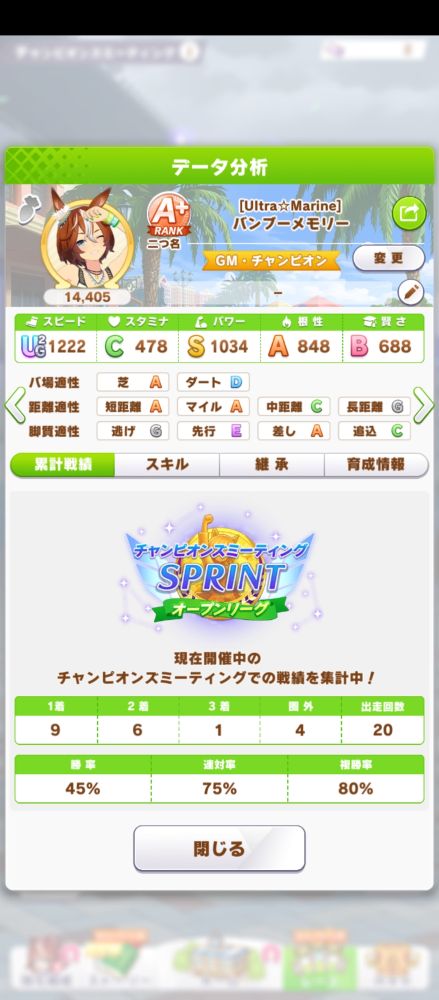 チャンピオンズミーティング
データ分析
A+
RANK
二つ名
[Ultra☆Marine]
バンブーメモリー
GM・チャンピオン
変更
14,405
–
スピード スタミナ パワー 根性 賢さ
UG2 1222 C 478 S 1034 A 848 B 688
バ場適性 芝 A ダート D
距離適性 短距離 A マイル A 中距離 C 長距離 G
脚質適性 逃げ G 先行 E 差し A 追込 C
累計戦績 スキル 継承 育成情報
チャンピオンズミーティング
SPRINT
オープンリーグ
現在開催中の
チャンピオンズミーティングでの戦績を集計中！
1着 2着 3着 圏外 出走回数
9 6 1 4 20
勝率 連対率 複勝率
45% 75% 80%
閉じる